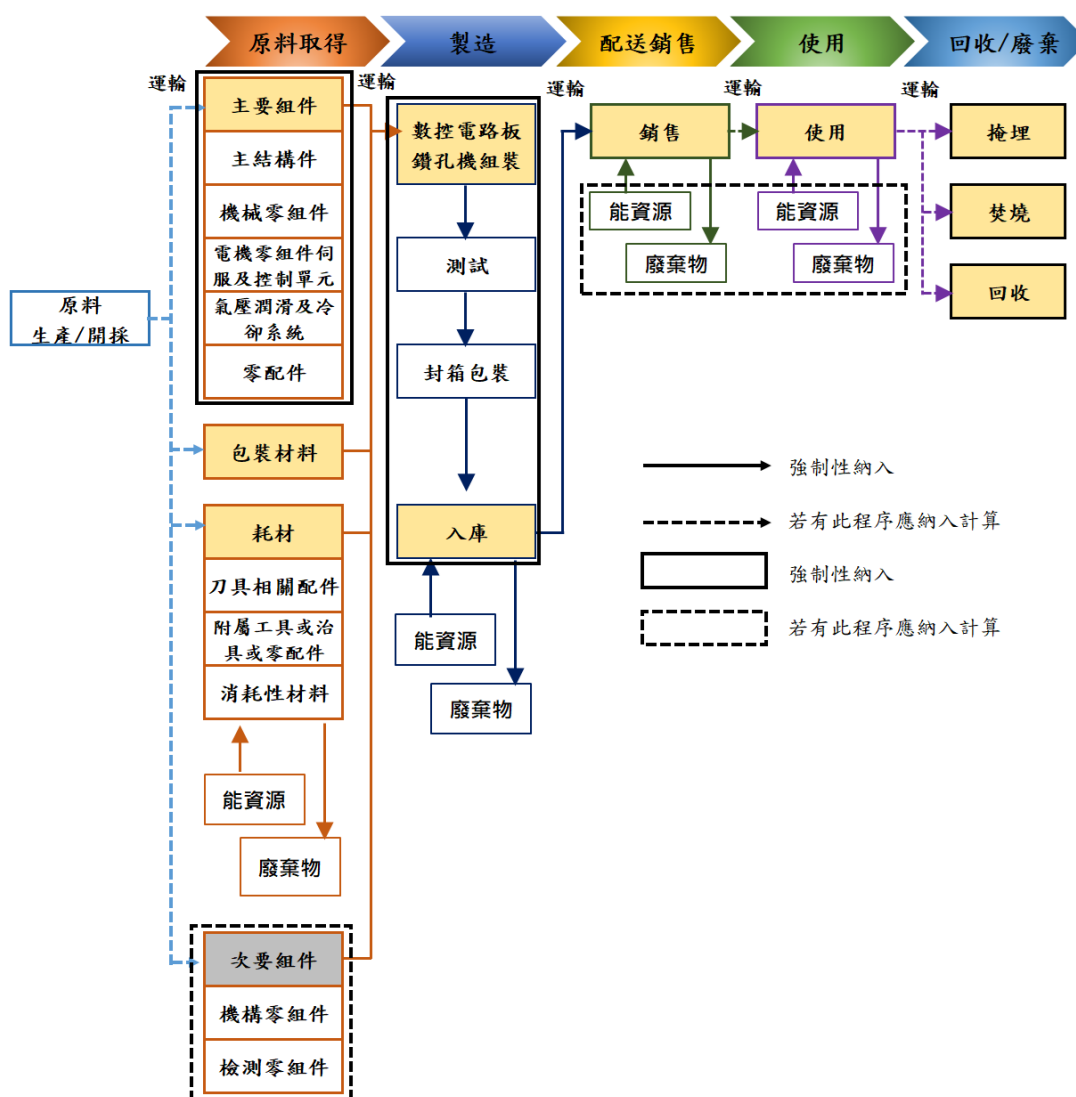 原料取得
製造
配送銷售
使用
回收/廢棄
運輸
運輸
運輸
運輸
運輸
原料
生產/開採
主要組件
主結構件
機械零組件
電機零組件伺
服及控制單元
氣壓潤滑及冷
卻系統
零配件
包裝材料
耗材
刀具相關配件
附屬工具或治
具或零配件
消耗性材料
能資源
廢棄物
次要組件
機構零組件
檢測零組件
數控電路板
鑽孔機組裝
測試
封箱包裝
入庫
能資源
廢棄物
銷售
能資源
廢棄物
使用
能資源
廢棄物
掩埋
焚燒
回收
強制性納入
若有此程序應納入計算
強制性納入
若有此程序應納入計算